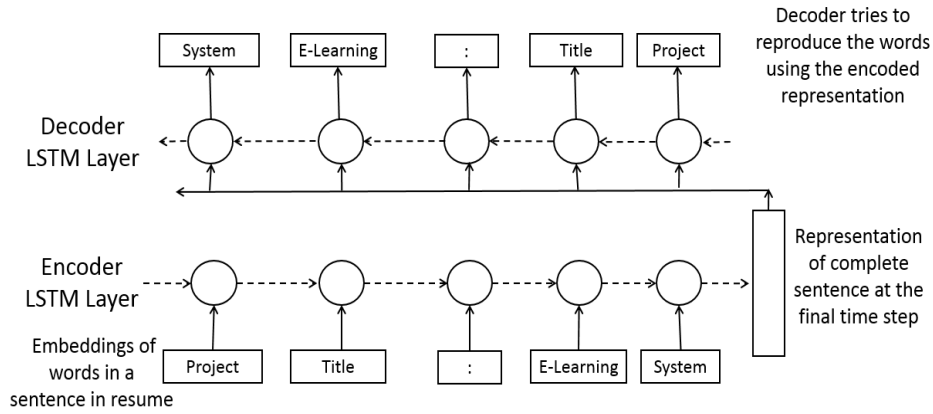 System
E-Learning
:
Title
Project
Decoder tries to
reproduce the words
using the encoded
representation
Decoder
LSTM Layer
Encoder
LSTM Layer
Representation
of complete
sentence at the
final time step
Embeddings of
words in a
sentence in resume
Project
Title
:
E-Learning
System